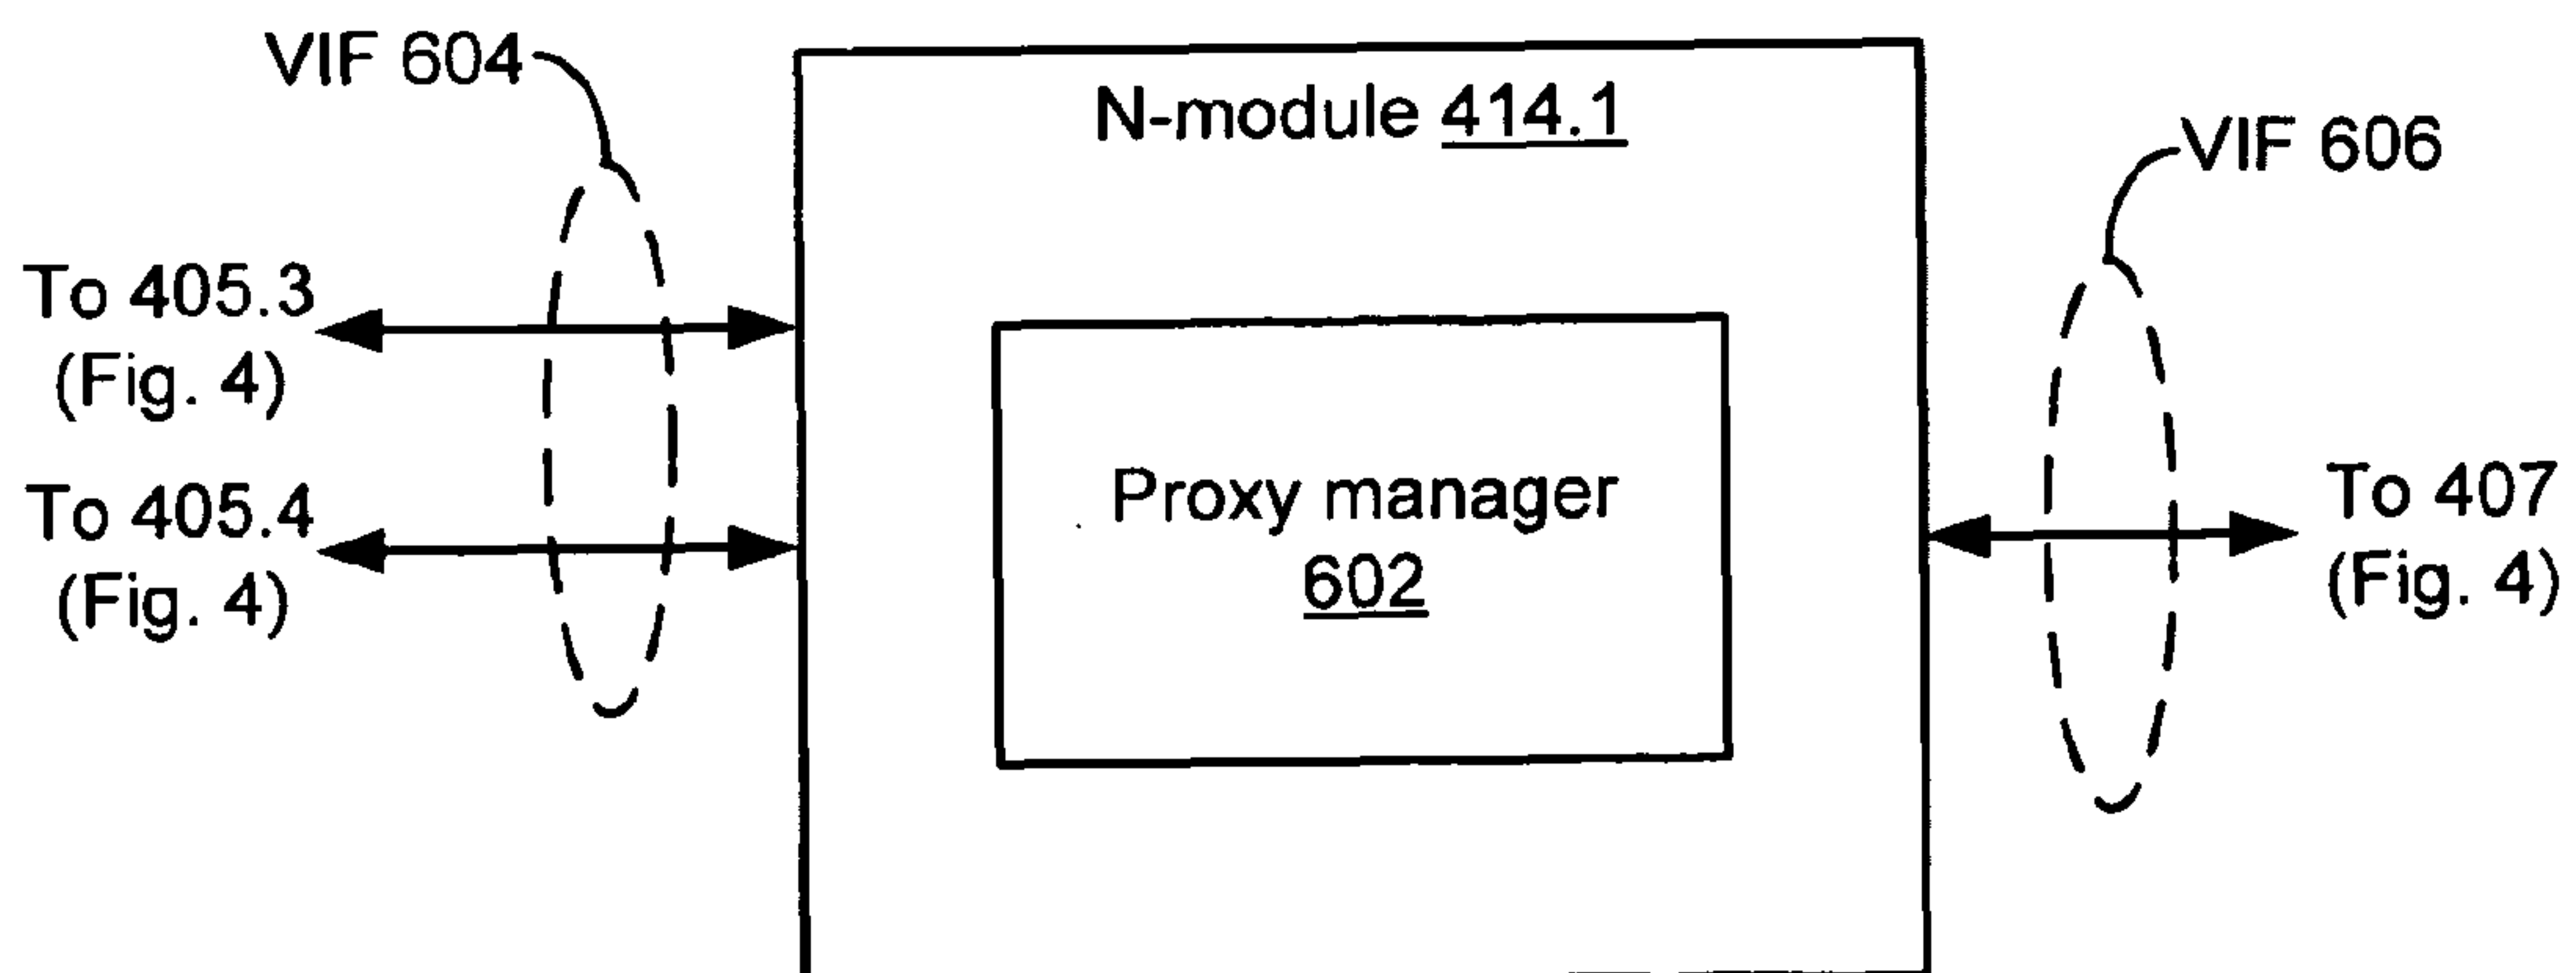 VIF 604
N-module 414.1
VIF 606
To 405.3
(Fig. 4)
To 405.4
(Fig. 4)
Proxy manager
602
To 407
(Fig. 4)